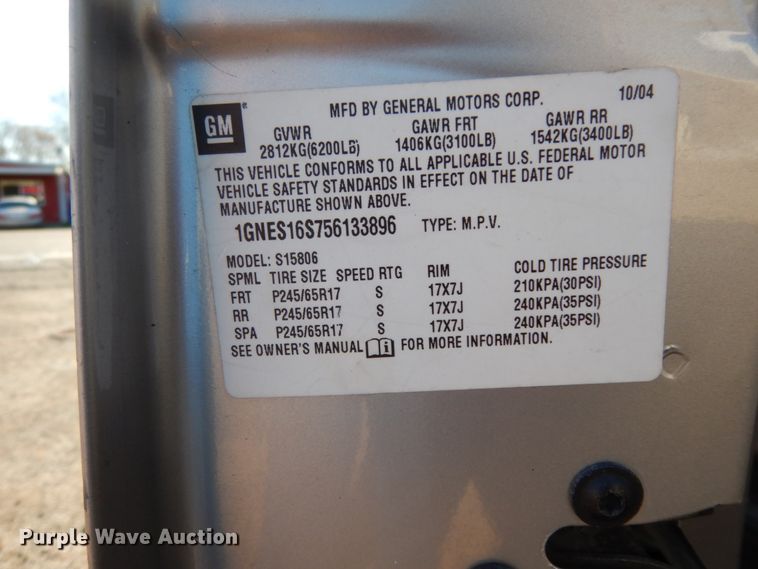 GM
MFD BY GENERAL MOTORS CORP. 10/04
GVWR GAWR FRT GAWR RR
2812KG(6200LB) 1406KG(3100LB) 1542KG(3400LB)
THIS VEHICLE CONFORMS TO ALL APPLICABLE U.S. FEDERAL MOTOR
VEHICLE SAFETY STANDARDS IN EFFECT ON THE DATE OF
MANUFACTURE SHOWN ABOVE.
1GNES16S756133896 TYPE: M.P.V.
MODEL: S15806
SPML TIRE SIZE SPEED RTG RIM COLD TIRE PRESSURE
FRT P245/65R17 S 17X7J 210KPA(30PSI)
RR P245/65R17 S 17X7J 240KPA(35PSI)
SPA P245/65R17 S 17X7J 240KPA(35PSI)
SEE OWNER'S MANUAL FOR MORE INFORMATION.
Purple Wave Auction